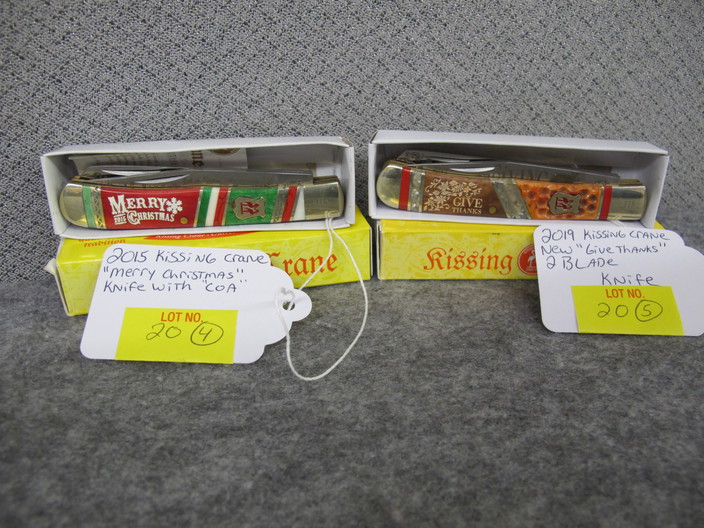 MERRY
2015 CHRISTMAS
GIVE
THANKS
tradition
Crane
Kissing
2015 Kissing Crane
"Merry Christmas"
Knife with "COA"
LOT NO.
20 4
2019 Kissing Crane
New "Give Thanks"
2 Blade
Knife
LOT NO.
20 5